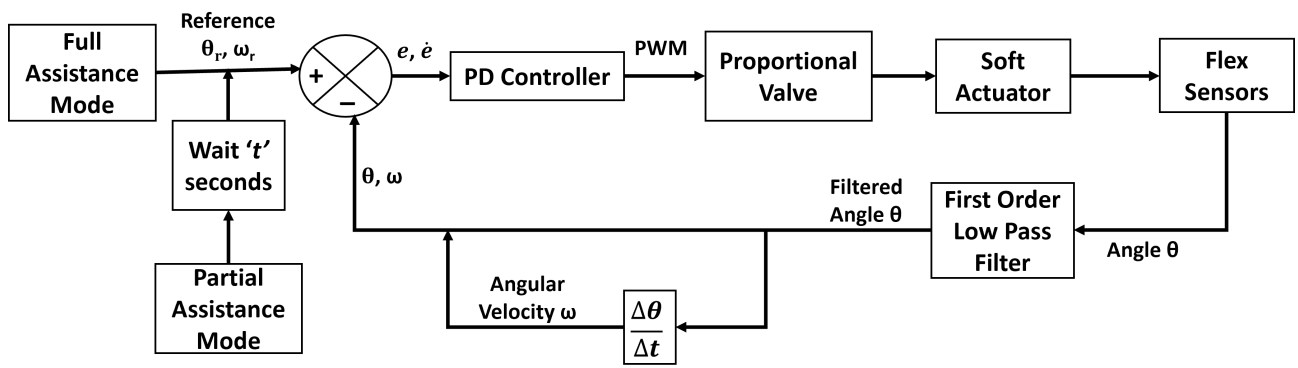 Full
Assistance
Mode
Reference
θr, ωr
+
−
e, ė
PD Controller
PWM
Proportional
Valve
Soft
Actuator
Flex
Sensors
Wait ‘t’
seconds
θ, ω
Filtered
Angle θ
First Order
Low Pass
Filter
Angle θ
Partial
Assistance
Mode
Angular
Velocity ω
Δθ
Δt